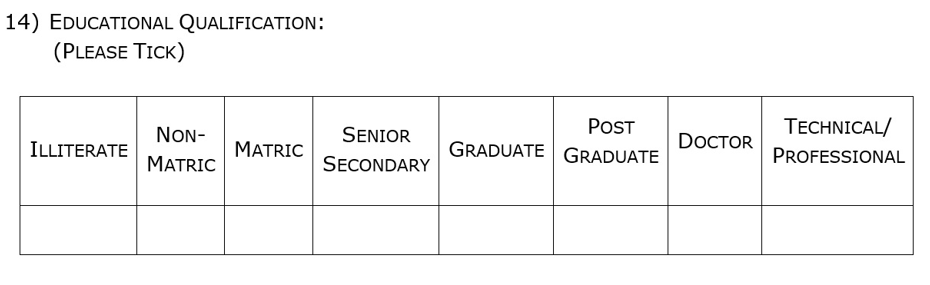 14) EDUCATIONAL QUALIFICATION:
(PLEASE TICK)
ILLITERATE
NON-
MATRIC
MATRIC
SENIOR
SECONDARY
GRADUATE
POST
GRADUATE
DOCTOR
TECHNICAL/
PROFESSIONAL